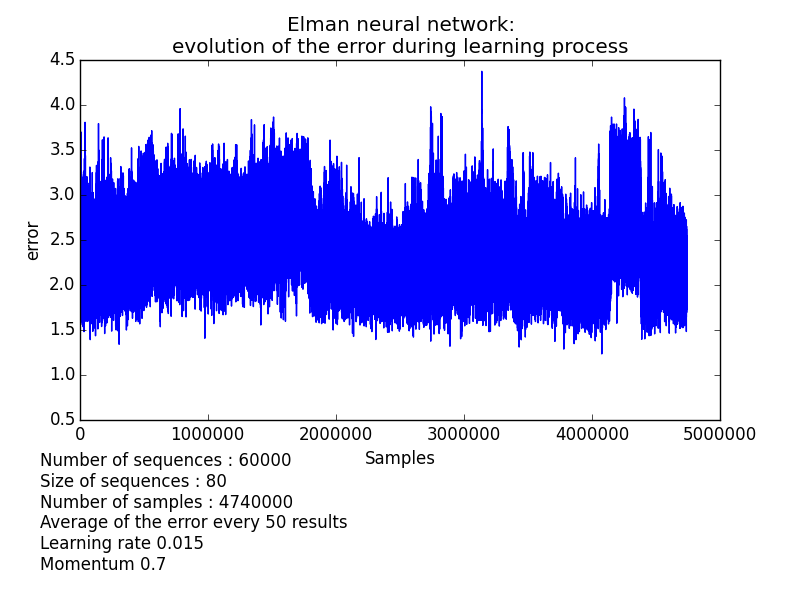 Elman neural network:
evolution of the error during learning process
4.5
4.0
3.5
3.0
2.5
2.0
1.5
1.0
0.5
error
0 1000000 2000000 3000000 4000000 5000000
Samples
Number of sequences : 60000
Size of sequences : 80
Number of samples : 4740000
Average of the error every 50 results
Learning rate 0.015
Momentum 0.7